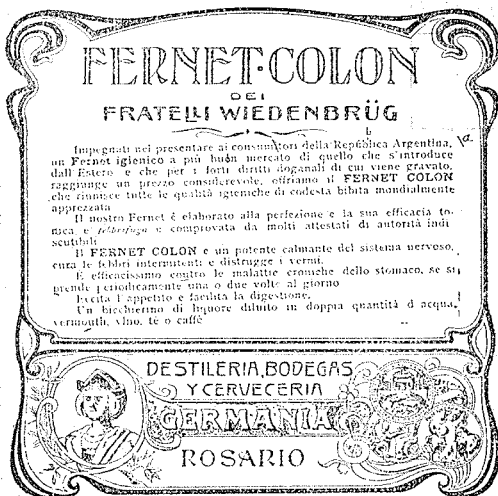 FERNET·COLON
DEI
FRATELLI WIEDENBRÜG
Impegnati nel presentare ai consumatori della República Argentina,
un Fernet igienico a più buon mercato di quello che s'introduce
dall'Estero e che per i forti diritti doganali di cui viene gravato,
raggiunge un prezzo considerevole, offriamo il FERNET COLON
che riunisce tutte le qualità igieniche di codesta bibita mondialmente
apprezzata
Il nostro Fernet è elaborato alla perfezione e la sua efficacia to-
nica, e febbrifuga è comprovata da molti attestati di autorità indi
scutibili
Il FERNET COLON e un potente calmante del sistema nervoso,
cura le febbri intermitenti e distrugge i vermi.
E efficacissimo contro le malattie croniche dello stomaco, se si
prende periodicamente una o due volte al giorno
Eccita l'appetito e facilita la digestione.
Un bicchierino di liquore diluito in doppia quantità d'acqua,
vermouth, vino, tè o caffè
DESTILERIA, BODEGAS
Y CERVECERIA
GERMANIA
ROSARIO